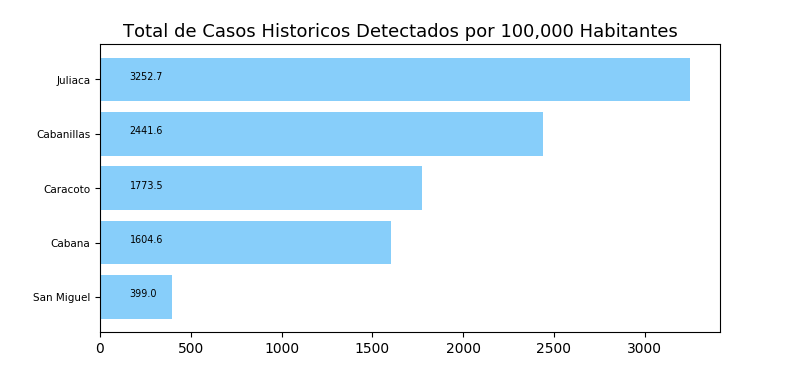 Total de Casos Historicos Detectados por 100,000 Habitantes
Juliaca 3252.7
Cabanillas 2441.6
Caracoto 1773.5
Cabana 1604.6
San Miguel 399.0
0 500 1000 1500 2000 2500 3000